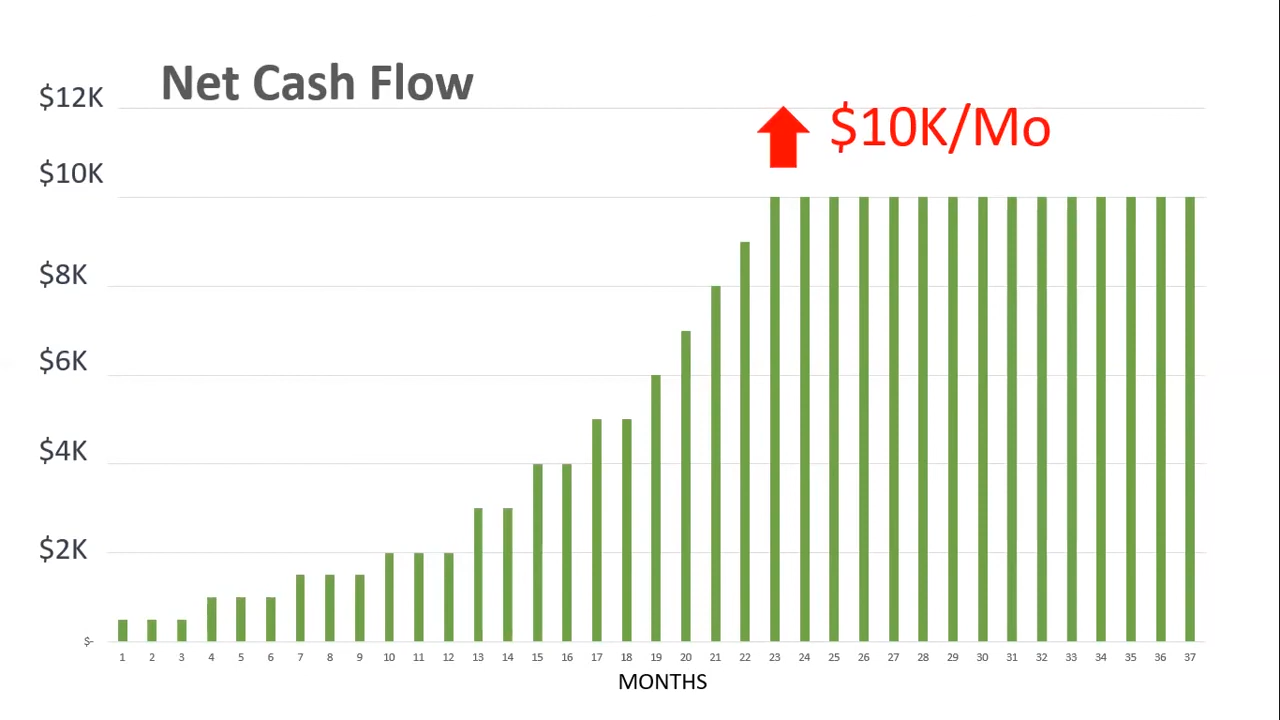 Net Cash Flow
$12K
$10K/Mo
$10K
$8K
$6K
$4K
$2K
$-
1 2 3 4 5 6 7 8 9 10 11 12 13 14 15 16 17 18 19 20 21 22 23 24 25 26 27 28 29 30 31 32 33 34 35 36 37
MONTHS